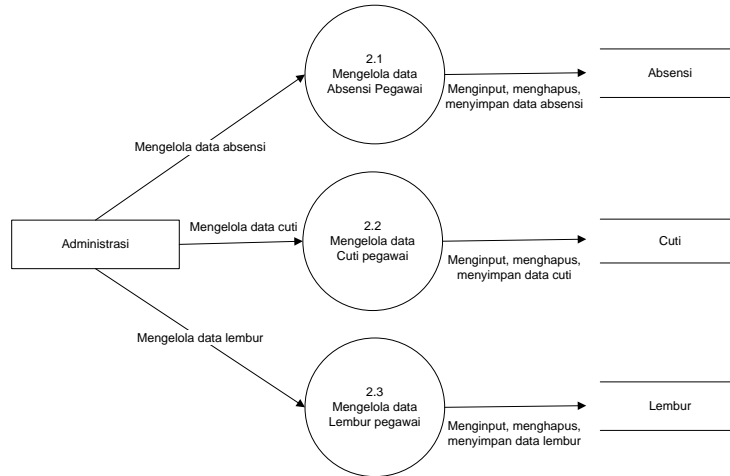 2.1
Mengelola data
Absensi Pegawai
Menginput, menghapus,
menyimpan data absensi
Absensi
Mengelola data absensi
Administrasi
Mengelola data cuti
2.2
Mengelola data
Cuti pegawai
Menginput, menghapus,
menyimpan data cuti
Cuti
Mengelola data lembur
2.3
Mengelola data
Lembur pegawai
Menginput, menghapus,
menyimpan data lembur
Lembur